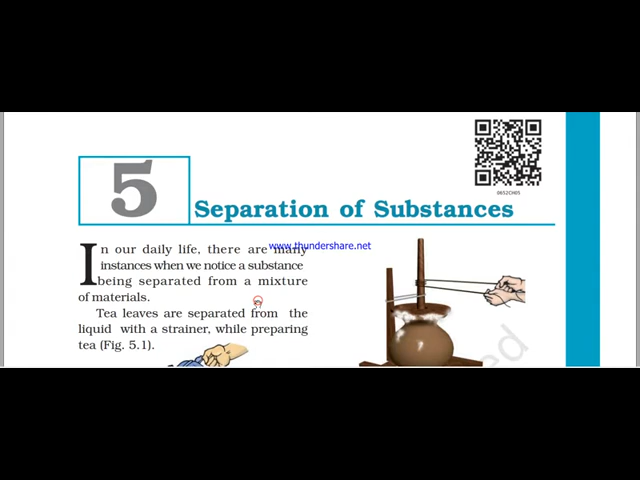 0652CH05
5
Separation of Substances
In our daily life, there are many
www.thundershare.net
instances when we notice a substance
being separated from a mixture
of materials.
Tea leaves are separated from the
liquid with a strainer, while preparing
tea (Fig. 5.1).
ed